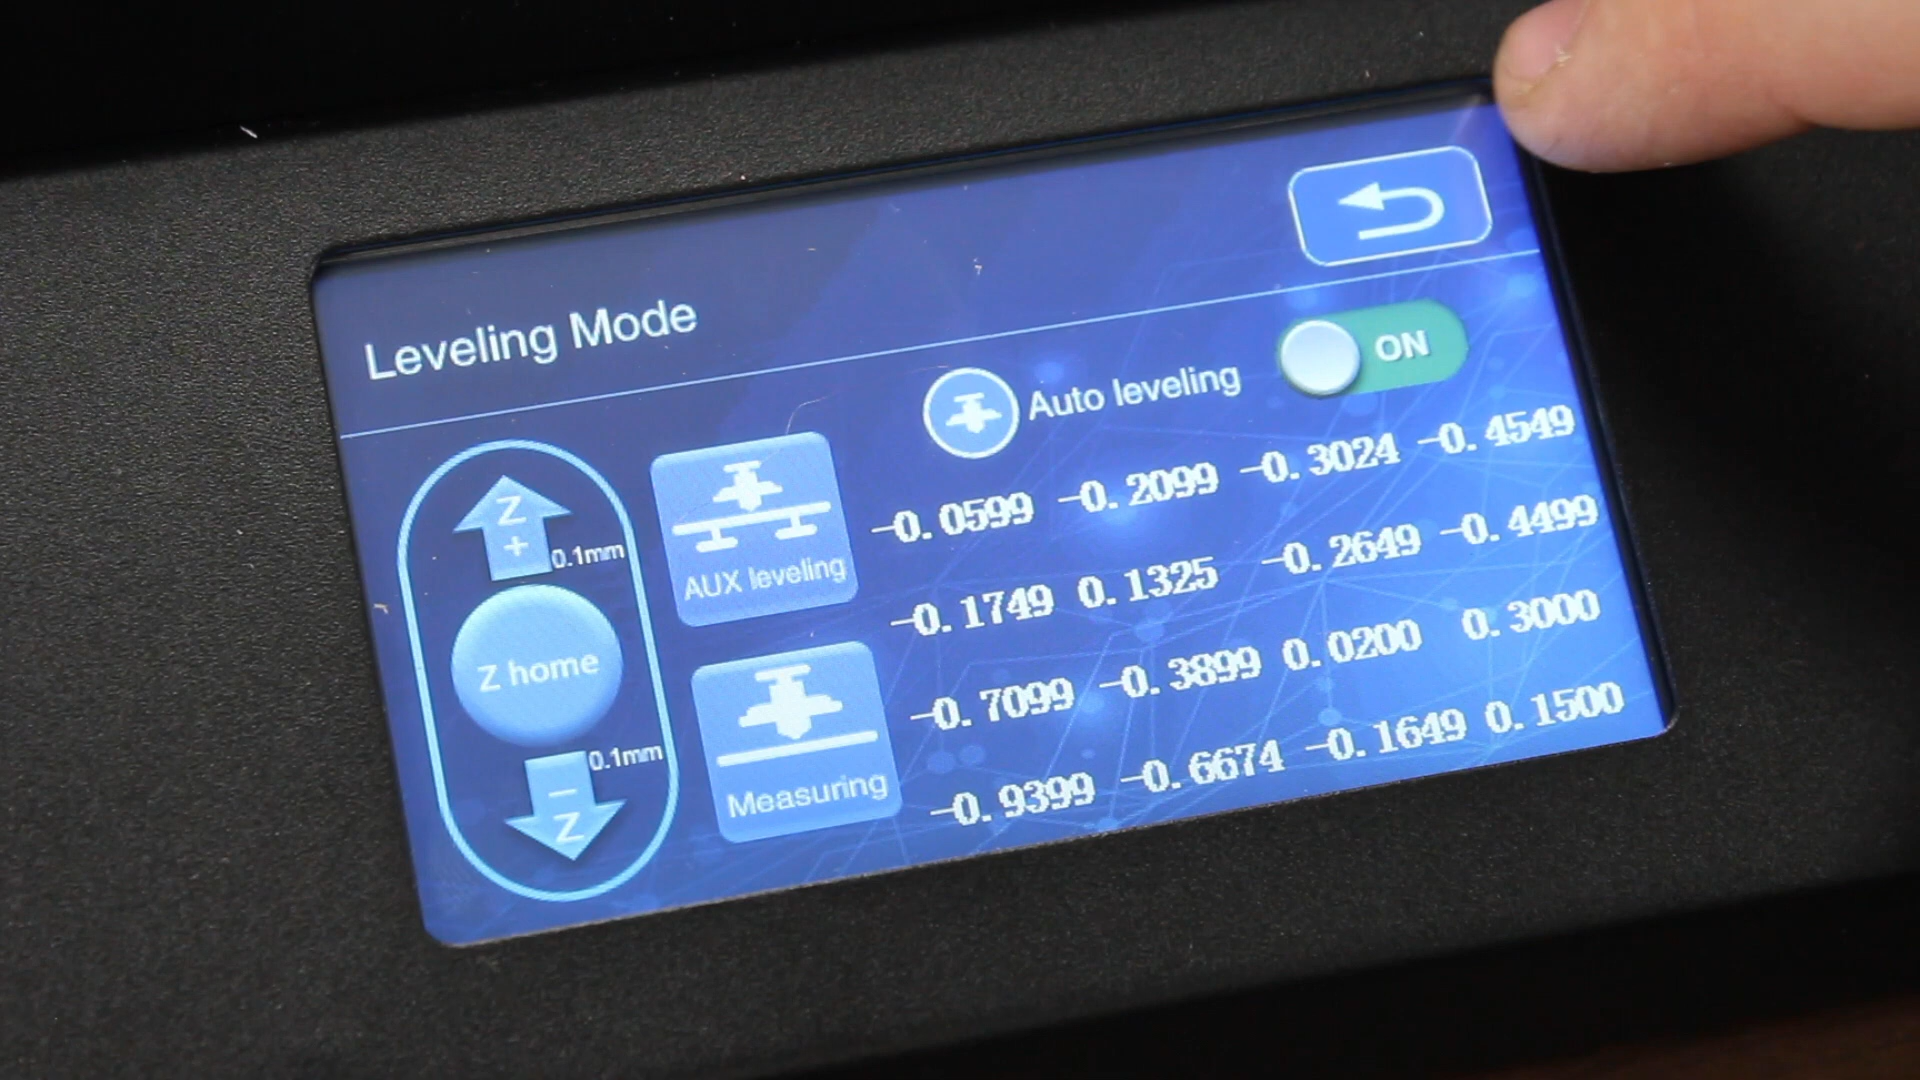 Leveling Mode
Auto leveling ON
Z
+
0.1mm
Z home
0.1mm
−
Z
AUX leveling
Measuring
-0.0599 -0.2099 -0.3024 -0.4549
-0.1749 0.1325 -0.2649 -0.4499
-0.7099 -0.3899 0.0200 0.3000
-0.9399 -0.6674 -0.1649 0.1500